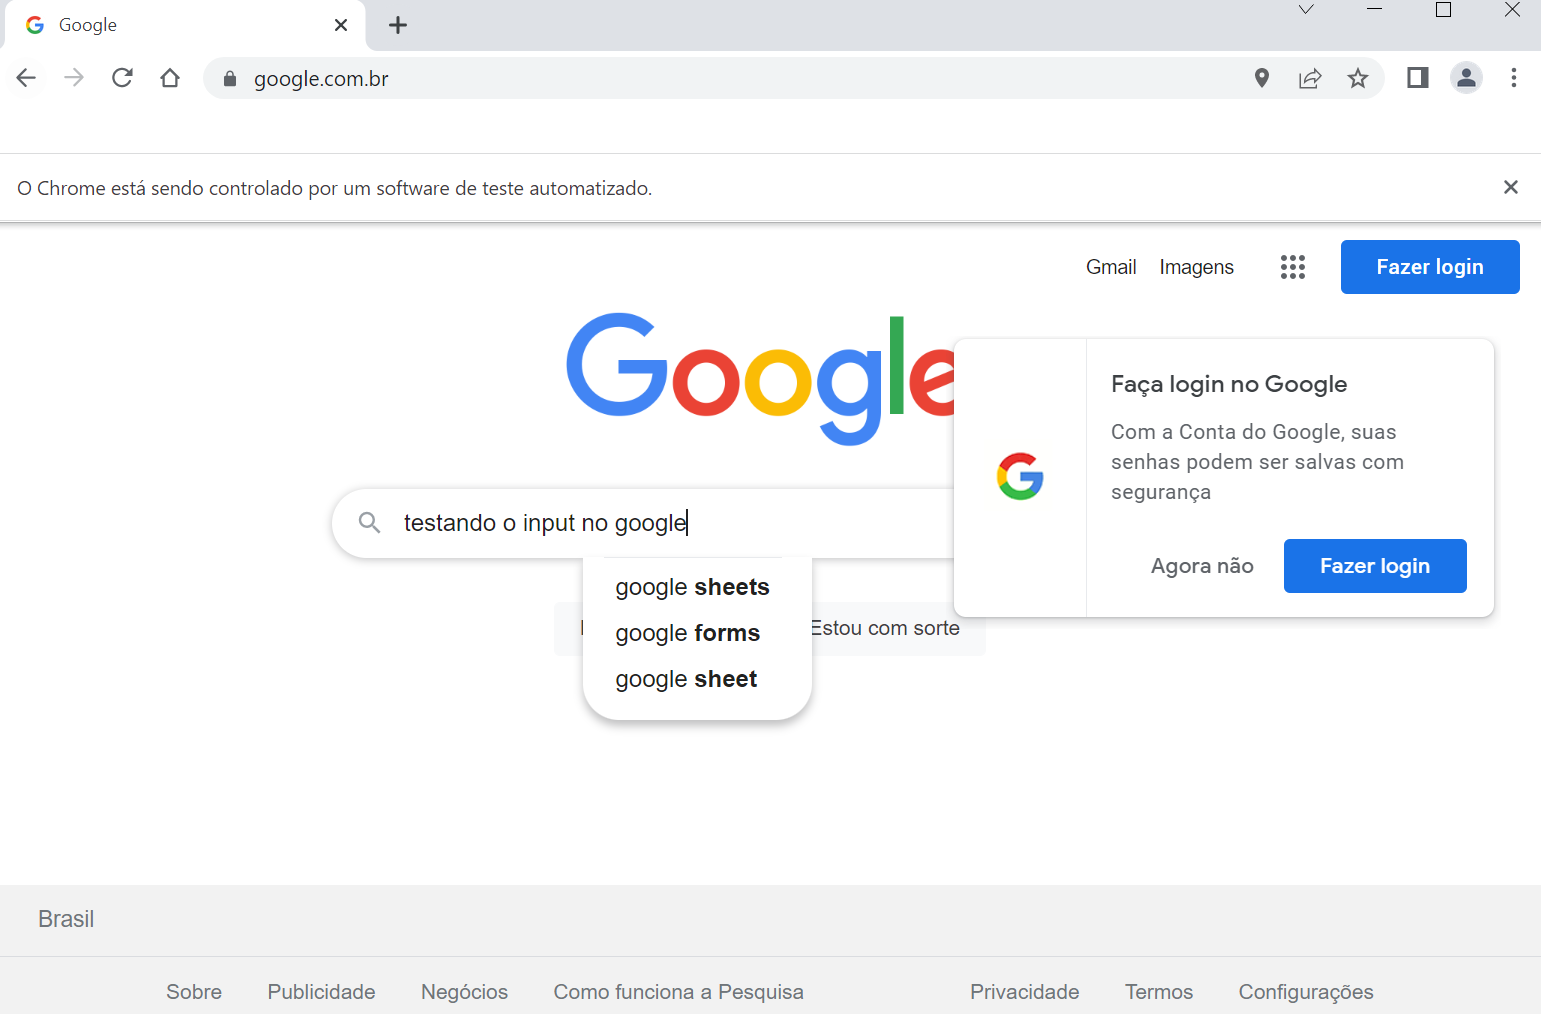 Google
google.com.br
O Chrome está sendo controlado por um software de teste automatizado.
Gmail Imagens Fazer login
Google
Faça login no Google
Com a Conta do Google, suas
senhas podem ser salvas com
segurança
Agora não Fazer login
testando o input no google
google sheets
google forms
google sheet
Estou com sorte
Brasil
Sobre Publicidade Negócios Como funciona a Pesquisa Privacidade Termos Configurações